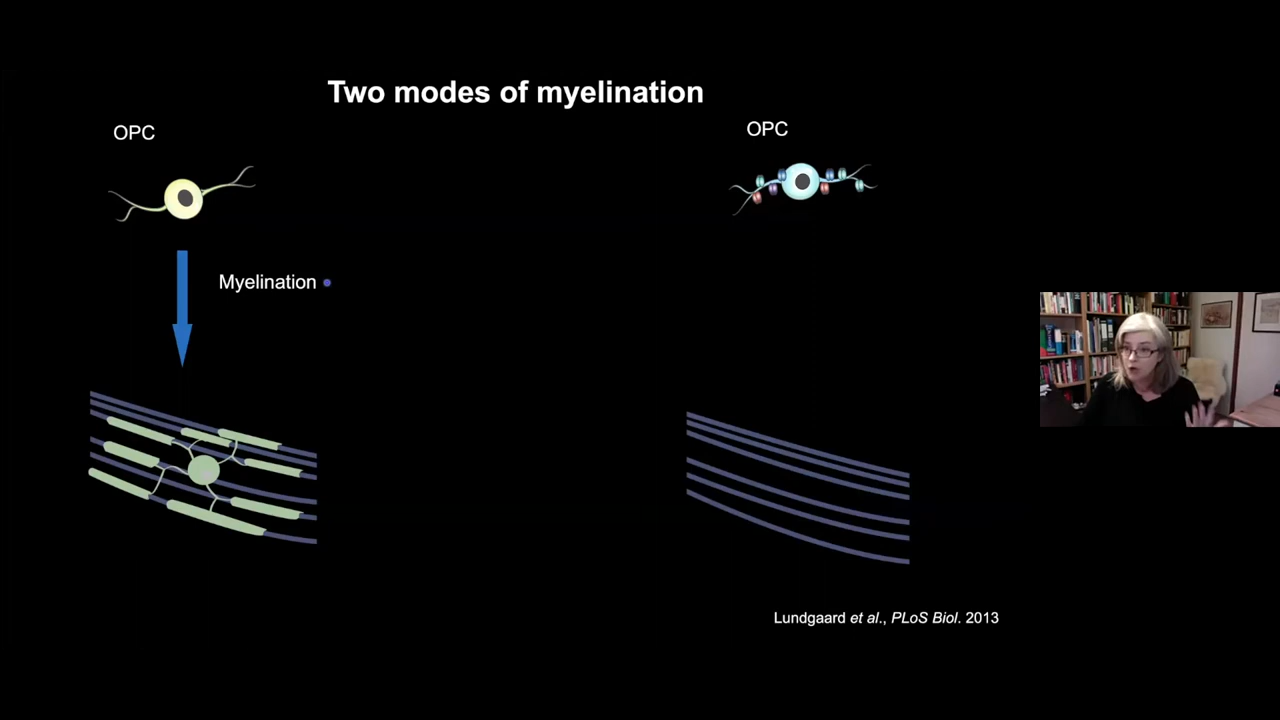 Two modes of myelination
OPC
OPC
Myelination
Lundgaard et al., PLoS Biol. 2013